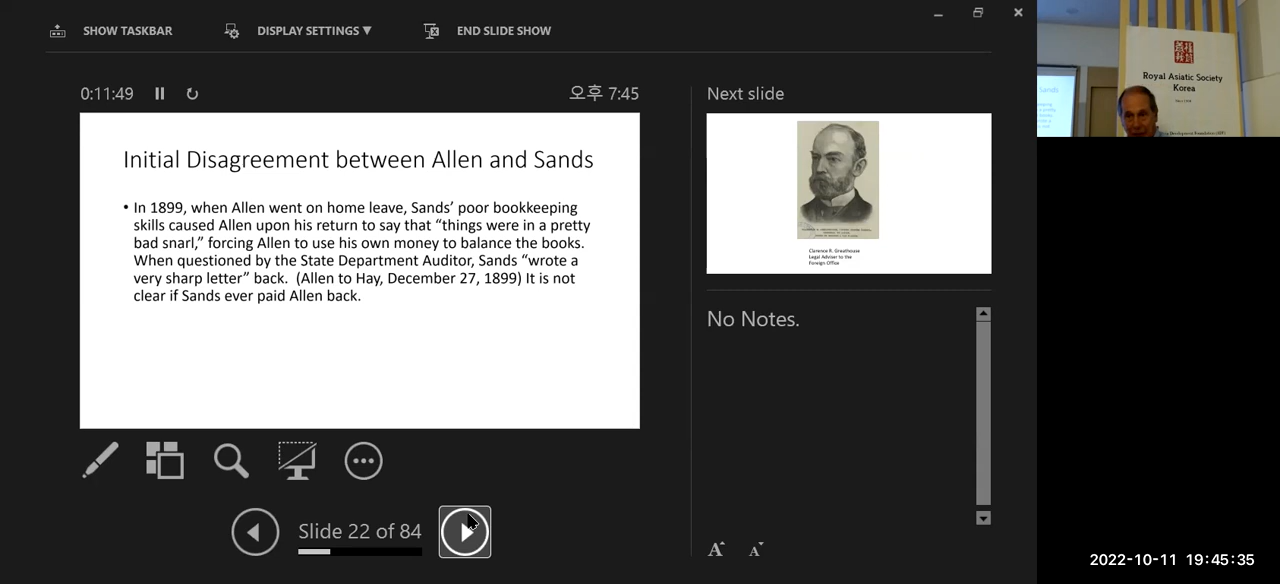 SHOW TASKBAR
DISPLAY SETTINGS ▼
END SLIDE SHOW
0:11:49
오후 7:45
Initial Disagreement between Allen and Sands
• In 1899, when Allen went on home leave, Sands’ poor bookkeeping
skills caused Allen upon his return to say that “things were in a pretty
bad snarl,” forcing Allen to use his own money to balance the books.
When questioned by the State Department Auditor, Sands “wrote a
very sharp letter” back.  (Allen to Hay, December 27, 1899) It is not
clear if Sands ever paid Allen back.
Slide 22 of 84
Next slide
Clarence R. Greathouse
Legal Adviser to the
Foreign Office
No Notes.
A A
Royal Asiatic Society
Korea
Sands
2022-10-11 19:45:35